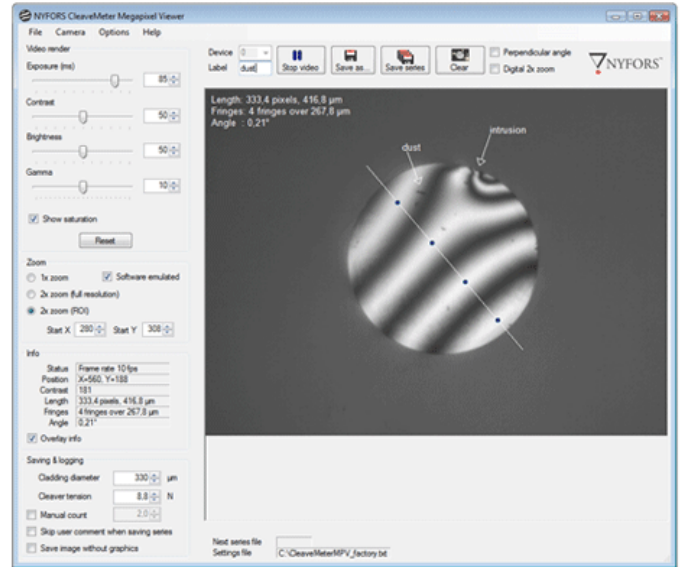 NYFORS CleaveMeter Megapixel Viewer
File Camera Options Help
Video render
Exposure (ms)
85
Contrast
50
Brightness
50
Gamma
10
Show saturation
Reset
Zoom
1x zoom Software emulated
2x zoom (full resolution)
2x zoom (ROI)
Start X 280 Start Y 308
Info
Status Frame rate 10 fps
Position X=560, Y=188
Contrast 181
Length 333,4 pixels, 416,8 µm
Fringes 4 fringes over 267,8 µm
Angle 0,21°
Overlay info
Saving & logging
Cladding diameter 330 µm
Cleaver tension 8,8 N
Manual count 2,0
Skip user comment when saving series
Save image without graphics
Device 0
Label dust
Stop video
Save as...
Save series
Clear
Perpendicular angle
Digital 2x zoom
NYFORS™
Length: 333,4 pixels, 416,8 µm
Fringes: 4 fringes over 267,8 µm
Angle : 0,21°
intrusion
dust
Next series file
Settings file C:\CleaveMeterMPV_factory.txt